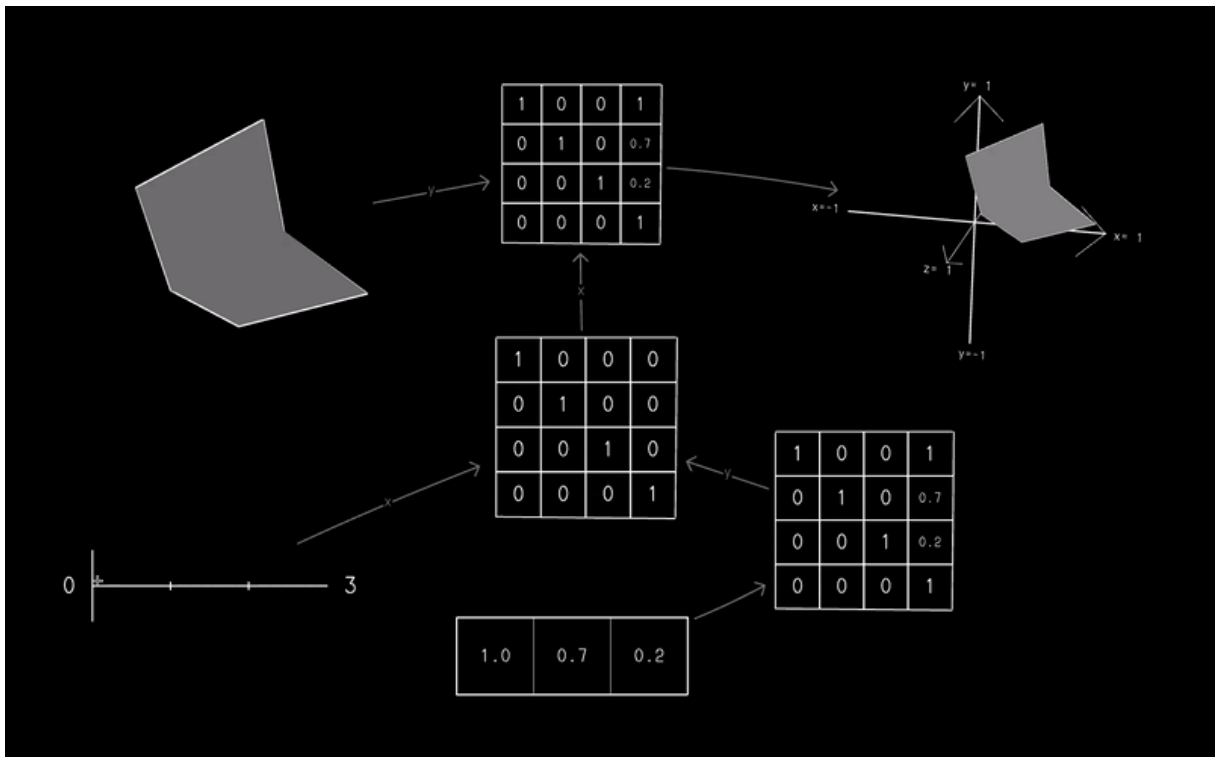 1 0 0 1
0 1 0 0.7
0 0 1 0.2
0 0 0 1
y
y= 1
x=-1
x= 1
z= 1
y=-1
x
1 0 0 0
0 1 0 0
0 0 1 0
0 0 0 1
x
y
1 0 0 1
0 1 0 0.7
0 0 1 0.2
0 0 0 1
0 3
1.0 0.7 0.2